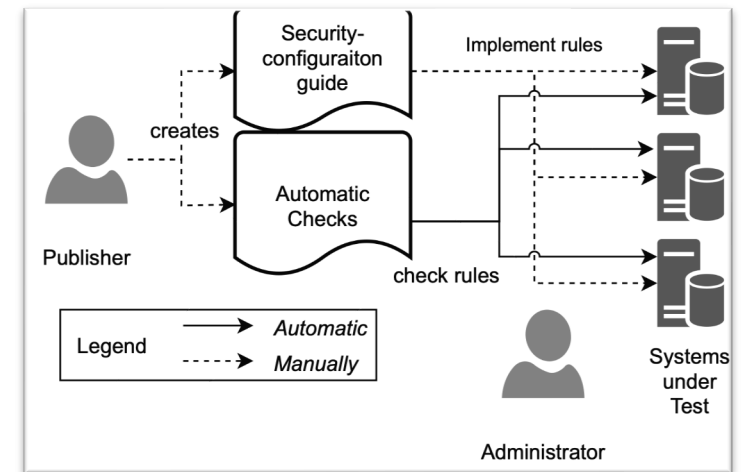 Security-
configuraiton
guide
Implement rules
creates
Automatic
Checks
Publisher
check rules
Legend
Automatic
Manually
Systems
under
Test
Administrator